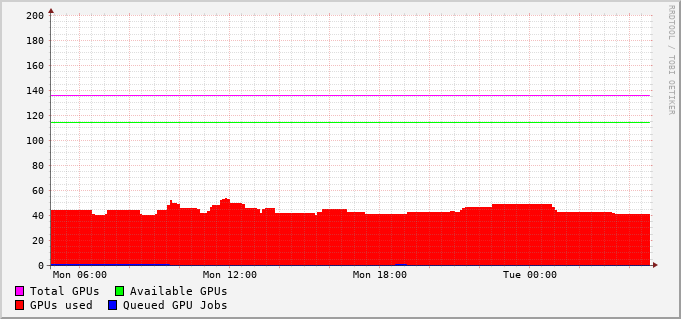 200
180
160
140
120
100
80
60
40
20
0
Mon 06:00 Mon 12:00 Mon 18:00 Tue 00:00
Total GPUs Available GPUs
GPUs used Queued GPU Jobs
RRDTOOL / TOBI OETIKER